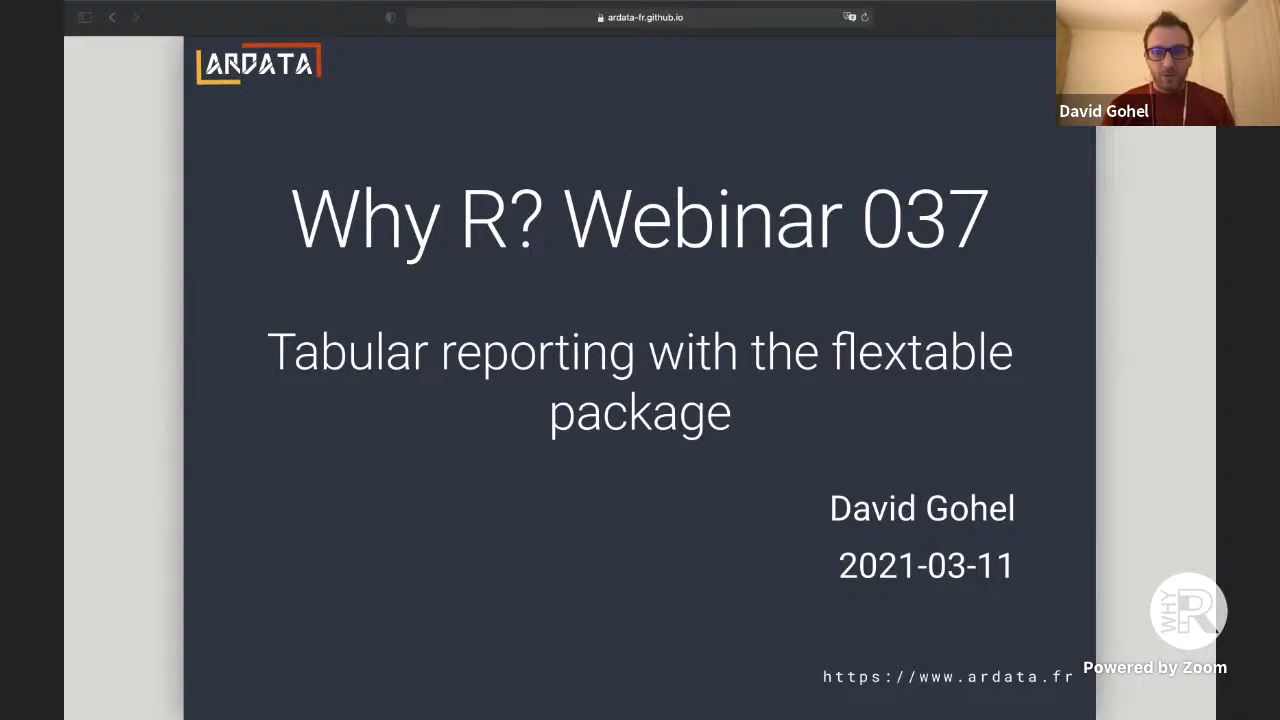 ardata-fr.github.io
ARDATA
David Gohel
Why R? Webinar 037
Tabular reporting with the flextable
package
David Gohel
2021-03-11
WHY R
https://www.ardata.fr
Powered by Zoom